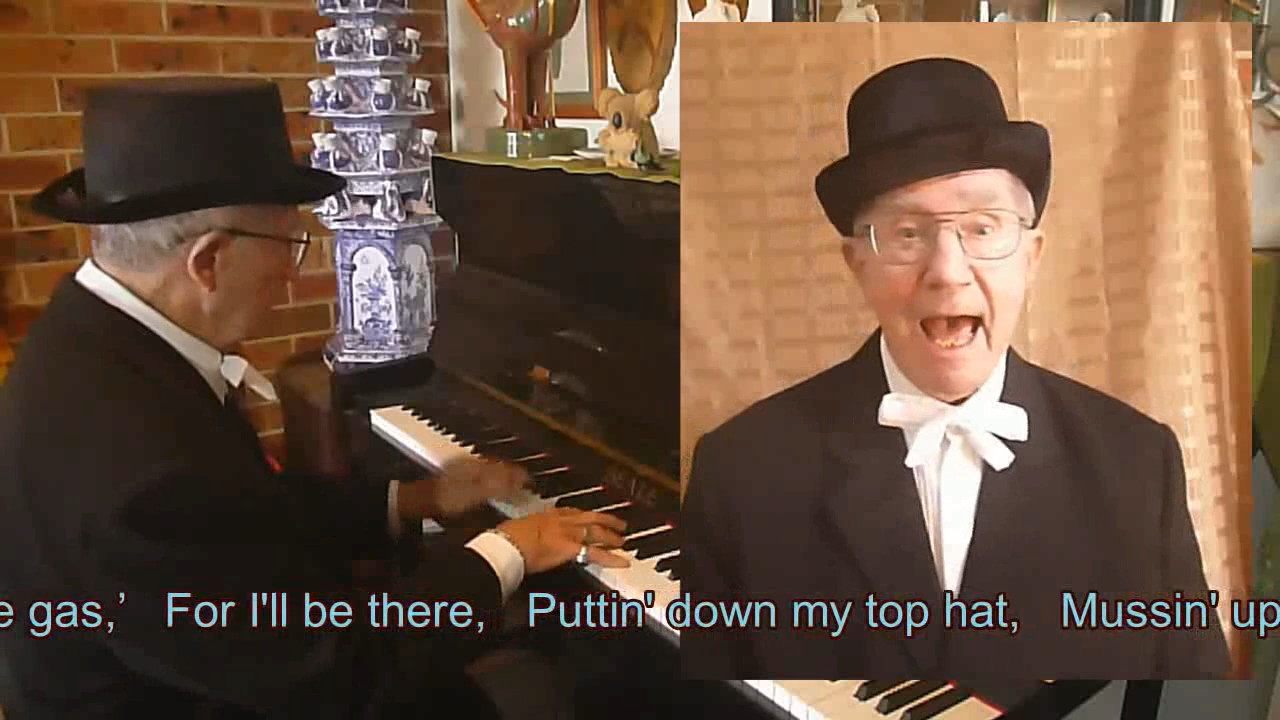 e gas,’ For I'll be there, Puttin' down my top hat, Mussin' up